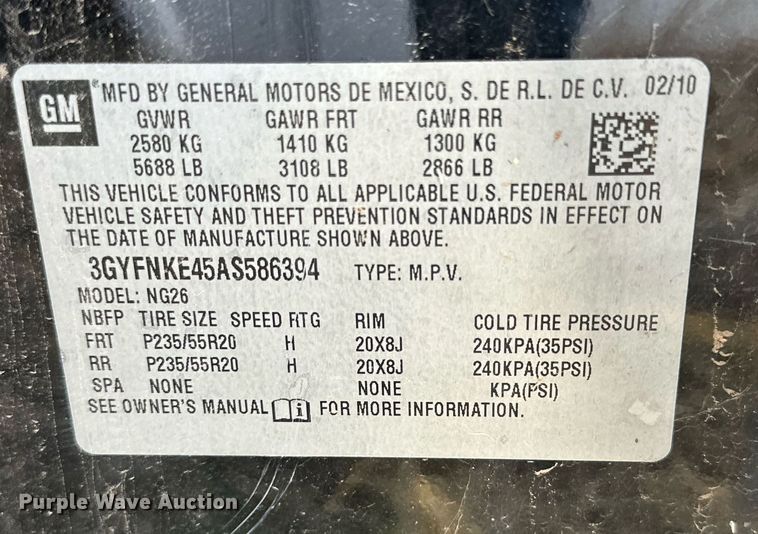 GM ® MFD BY GENERAL MOTORS DE MEXICO, S. DE R.L. DE C.V. 02/10
GVWR GAWR FRT GAWR RR
2580 KG 1410 KG 1300 KG
5688 LB 3108 LB 2866 LB
THIS VEHICLE CONFORMS TO ALL APPLICABLE U.S. FEDERAL MOTOR
VEHICLE SAFETY AND THEFT PREVENTION STANDARDS IN EFFECT ON
THE DATE OF MANUFACTURE SHOWN ABOVE.
3GYFNKE45AS586394 TYPE: M.P.V.
MODEL: NG26
NBFP TIRE SIZE SPEED RTG RIM COLD TIRE PRESSURE
FRT P235/55R20 H 20X8J 240KPA(35PSI)
RR P235/55R20 H 20X8J 240KPA(35PSI)
SPA NONE NONE KPA(PSI)
SEE OWNER'S MANUAL i FOR MORE INFORMATION.
Purple Wave Auction